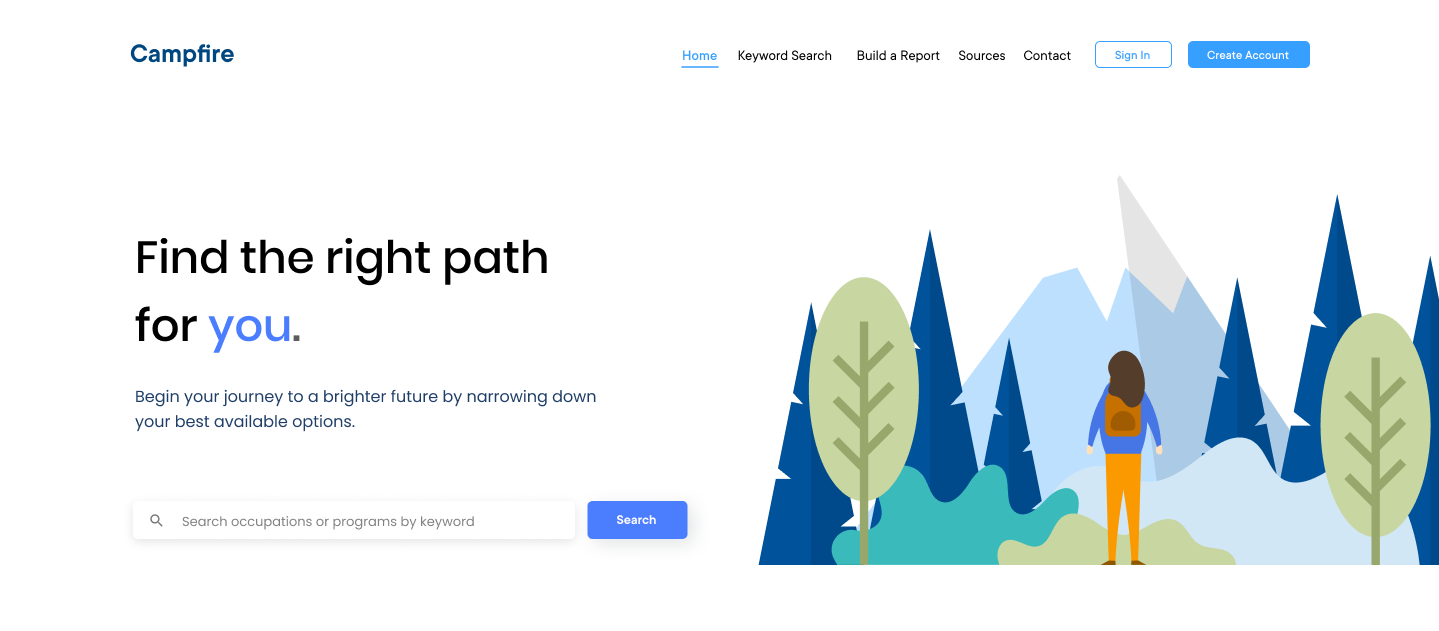 Campfire
Home Keyword Search Build a Report Sources Contact Sign In Create Account
Find the right path
for you.
Begin your journey to a brighter future by narrowing down
your best available options.
Search occupations or programs by keyword
Search